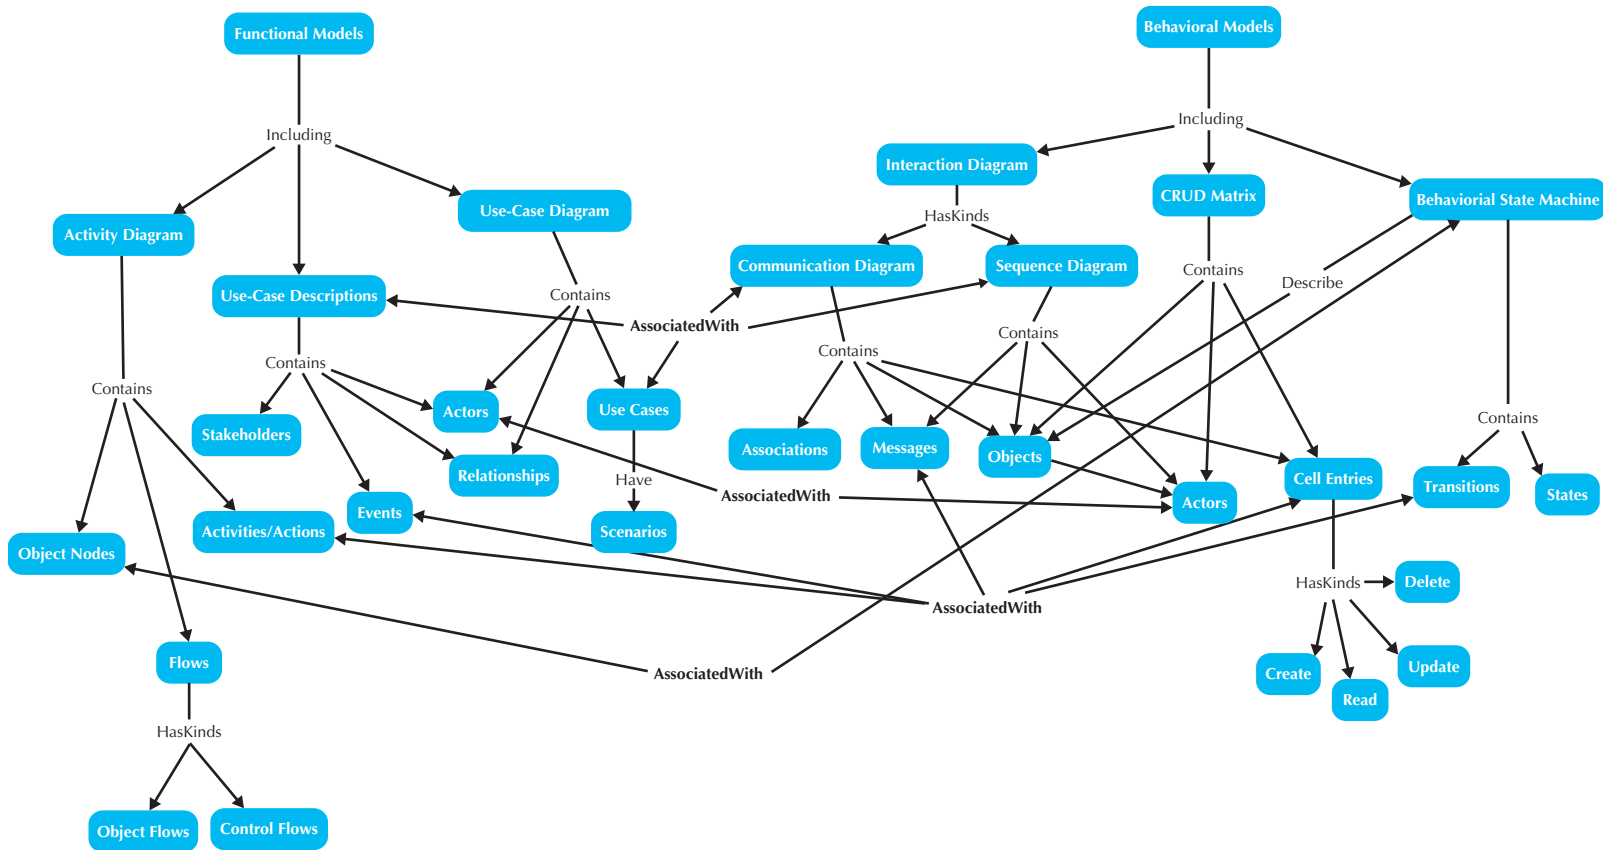 Functional Models
Behavioral Models
Including
Including
Interaction Diagram
CRUD Matrix
Behaviorial State Machine
Use-Case Diagram
HasKinds
Activity Diagram
Communication Diagram
Sequence Diagram
Contains
Describe
Use-Case Descriptions
Contains
AssociatedWith
Contains
Contains
Contains
Contains
Actors
Use Cases
Contains
Stakeholders
Associations
Messages
Objects
Relationships
Have
Cell Entries
Transitions
States
AssociatedWith
Actors
Events
Activities/Actions
Scenarios
Object Nodes
HasKinds
Delete
AssociatedWith
Flows
AssociatedWith
Create
Update
Read
HasKinds
Object Flows
Control Flows